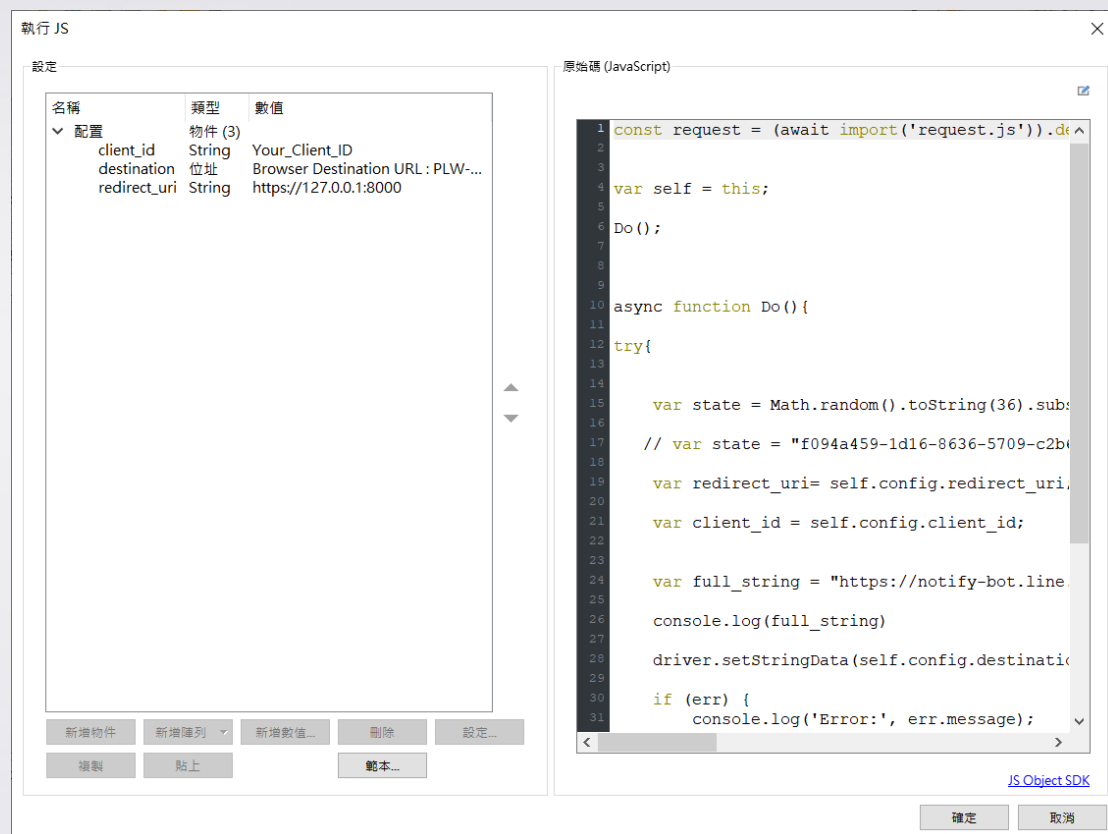 執行 JS
設定
名稱 類型 數值
配置 物件 (3)
client_id String Your_Client_ID
destination 位址 Browser Destination URL : PLW-...
redirect_uri String https://127.0.0.1:8000
新增物件 新增陣列 新增數值... 刪除 設定...
複製 貼上 範本...
原始碼 (JavaScript)
1 const request = (await import('request.js')).de
2
3
4 var self = this;
5
6 Do();
7
8
9
10 async function Do(){
11
12 try{
13
14
15 var state = Math.random().toString(36).subs
16
17 // var state = "f094a459-1d16-8636-5709-c2b6
18
19 var redirect_uri= self.config.redirect_uri;
20
21 var client_id = self.config.client_id;
22
23
24 var full_string = "https://notify-bot.line.
25
26 console.log(full_string)
27
28 driver.setStringData(self.config.destinatio
29
30 if (err) {
31 console.log('Error:', err.message);
JS Object SDK
確定 取消